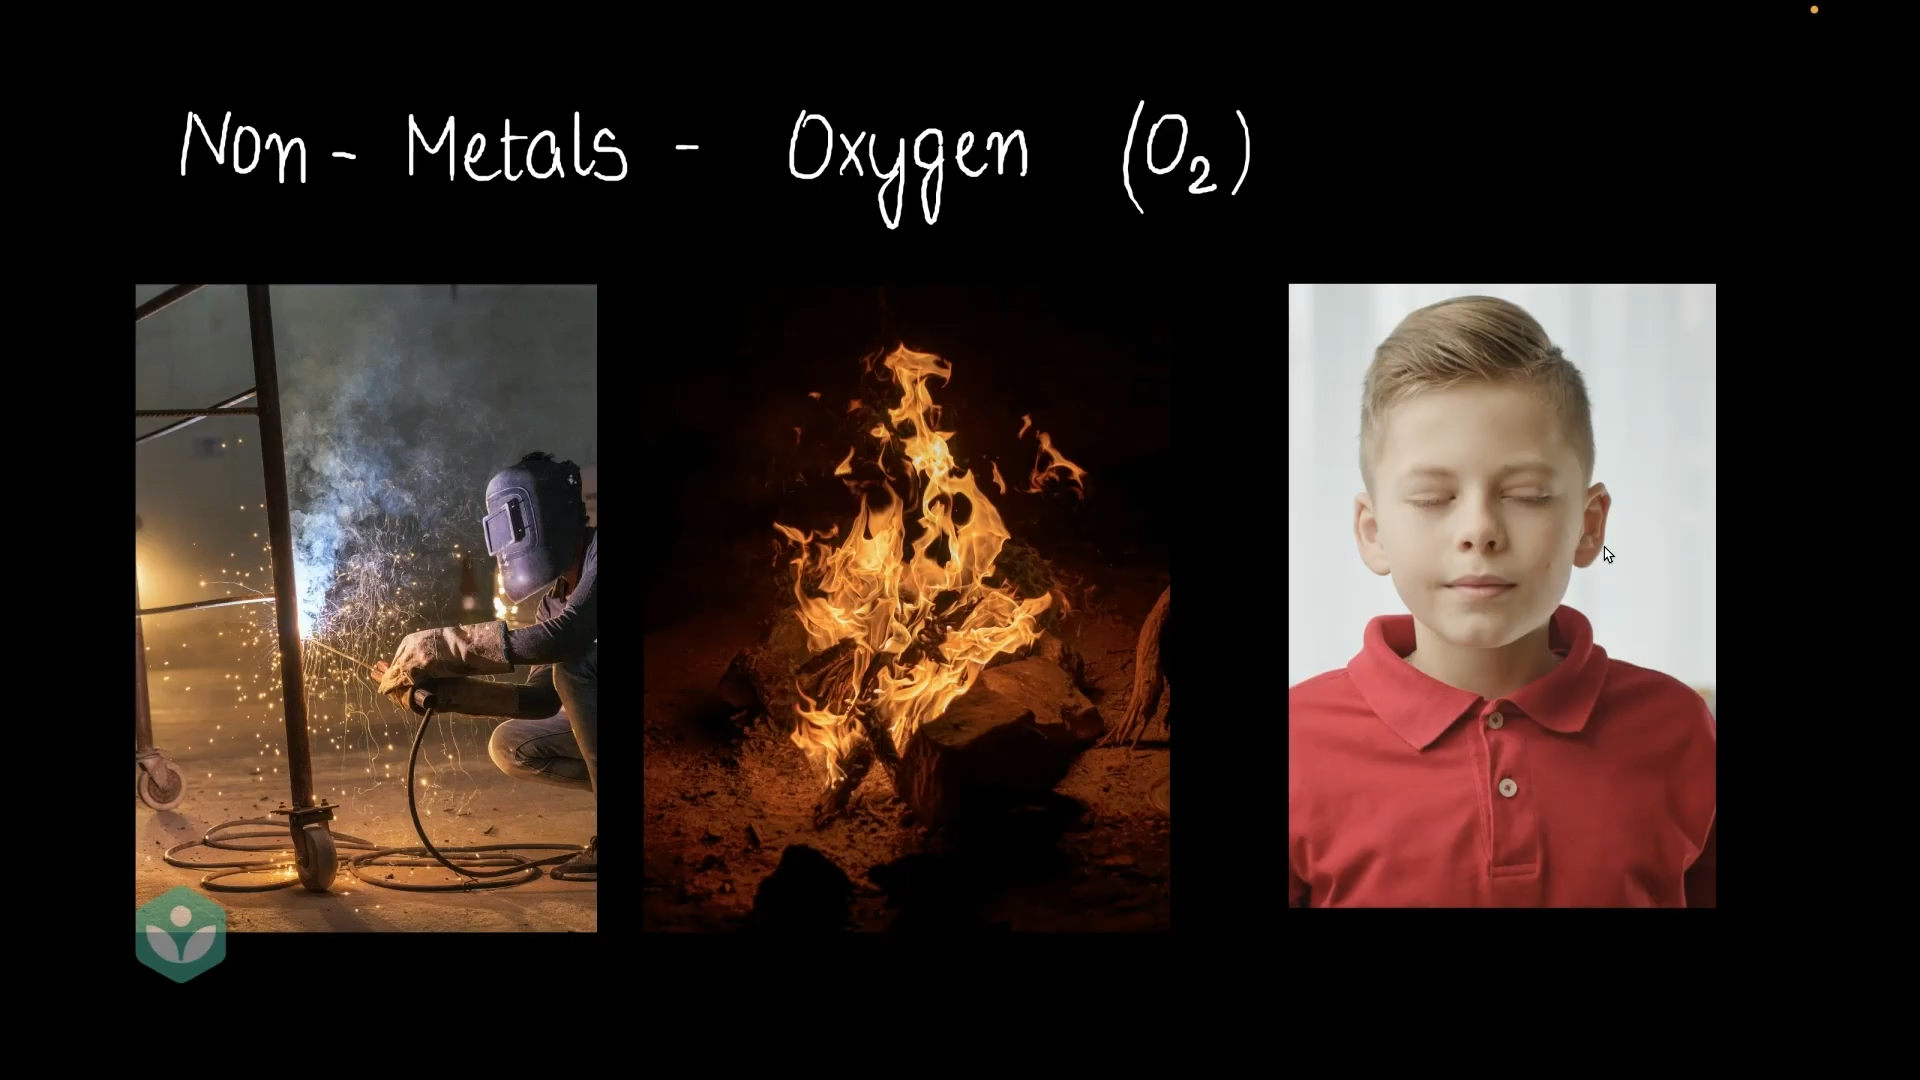 Non - Metals - Oxygen (O₂)